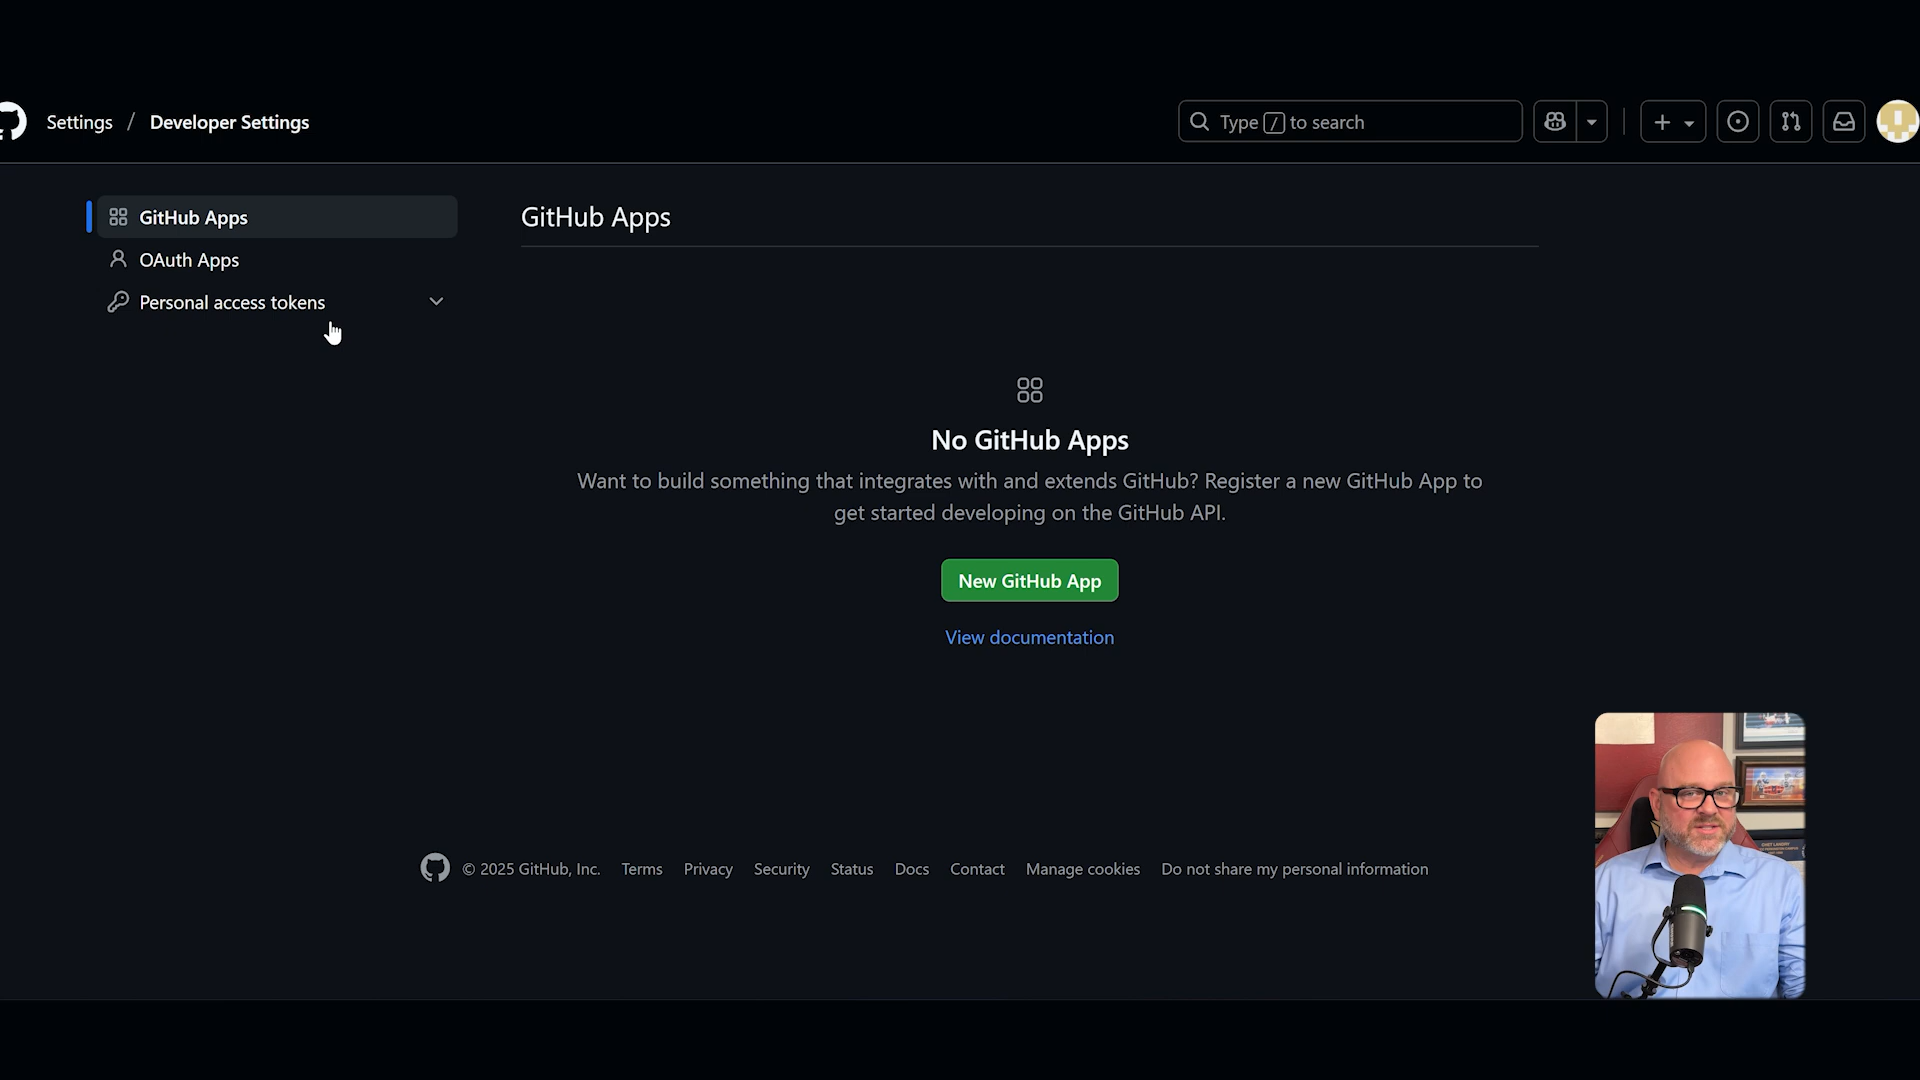 Settings / Developer Settings
Type / to search
GitHub Apps
OAuth Apps
Personal access tokens
GitHub Apps
No GitHub Apps
Want to build something that integrates with and extends GitHub? Register a new GitHub App to
get started developing on the GitHub API.
New GitHub App
View documentation
© 2025 GitHub, Inc. Terms Privacy Security Status Docs Contact Manage cookies Do not share my personal information